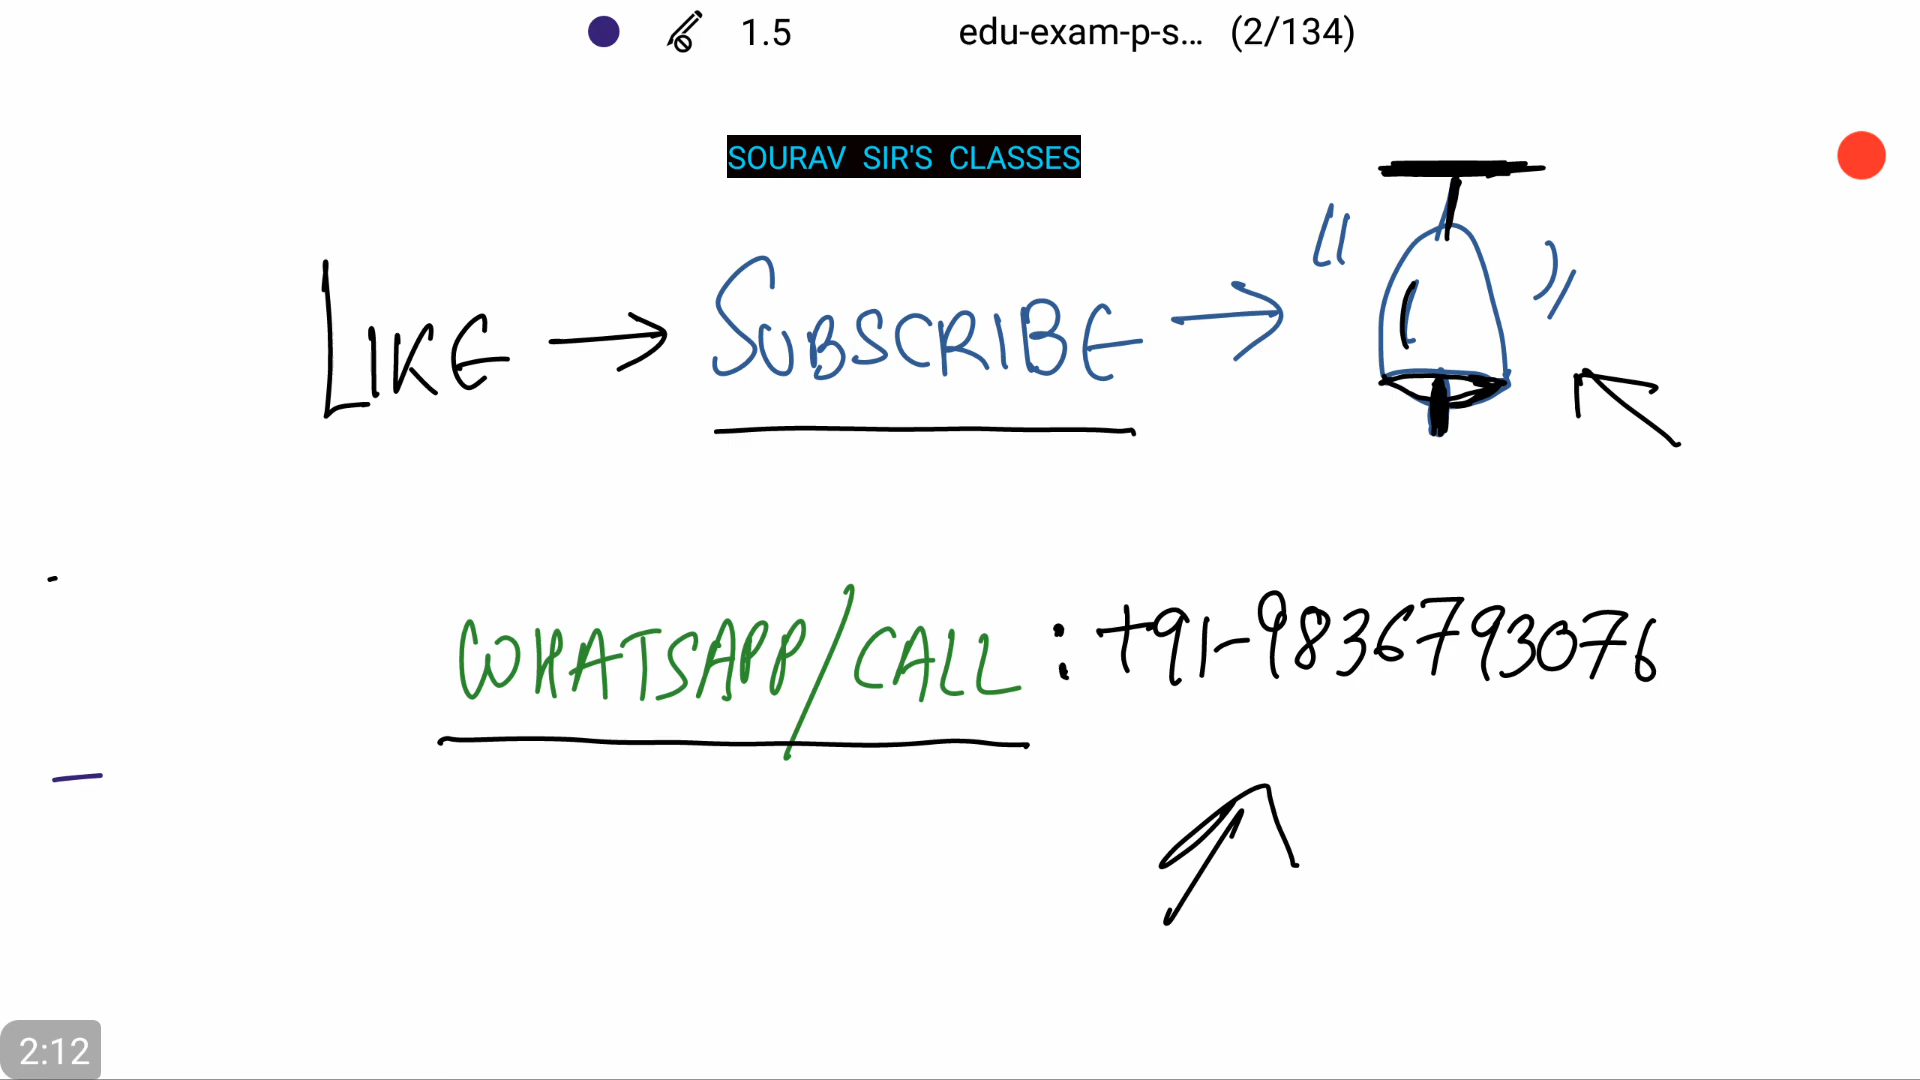 1.5 edu-exam-p-s... (2/134)
SOURAV SIR'S CLASSES
LIKE → SUBSCRIBE →
WHATSAPP/CALL : +91-9836793076
2:12